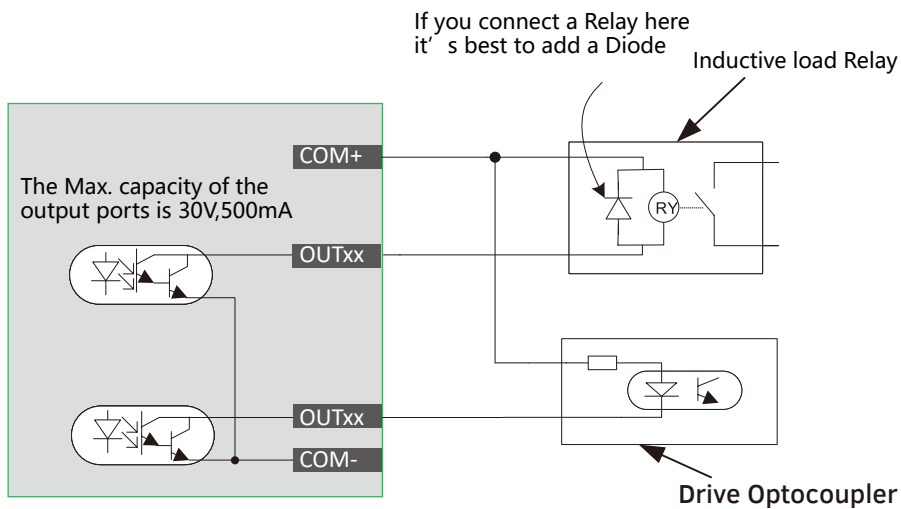 If you connect a Relay here
it' s best to add a Diode
Inductive load Relay
COM+
The Max. capacity of the
output ports is 30V,500mA
RY
OUTxx
OUTxx
COM-
Drive Optocoupler